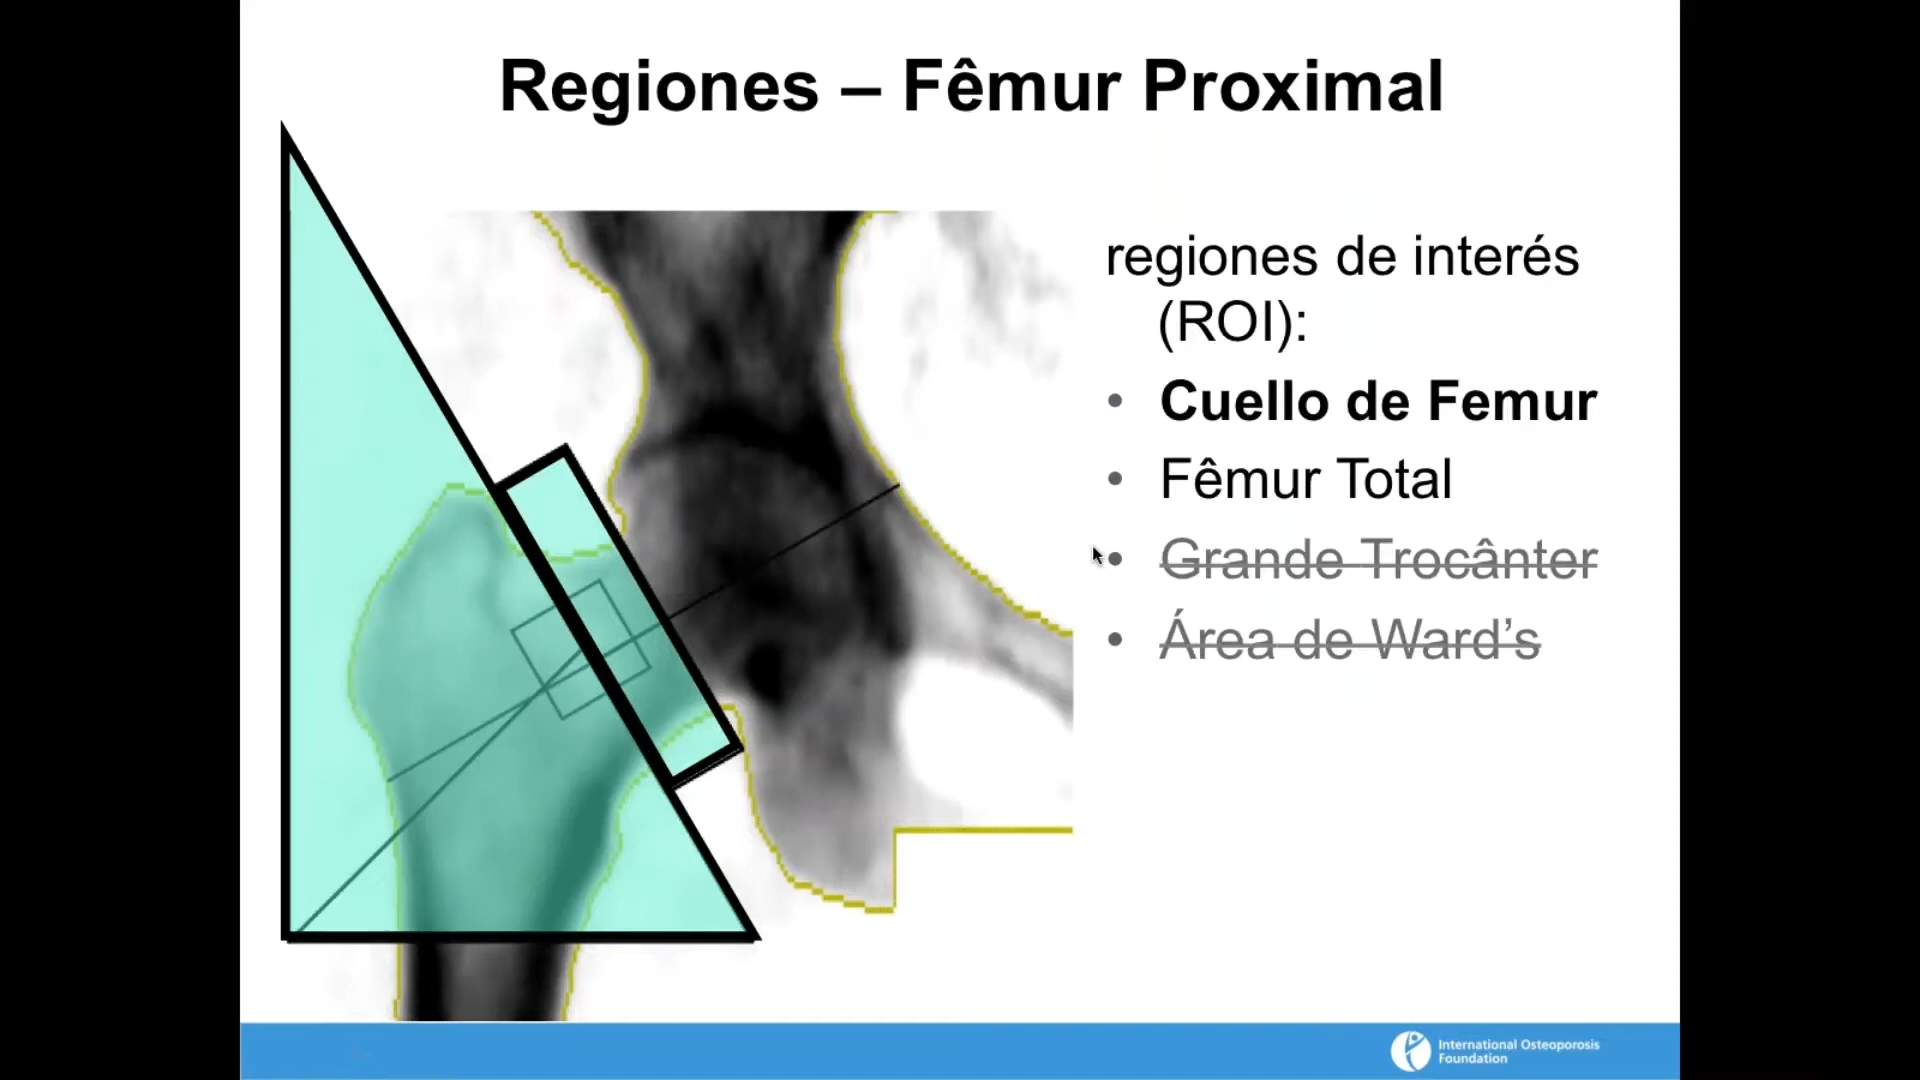 Regiones – Fêmur Proximal
regiones de interés
(ROI):
• Cuello de Femur
• Fêmur Total
• Grande Trocânter
• Área de Ward’s
International Osteoporosis
Foundation